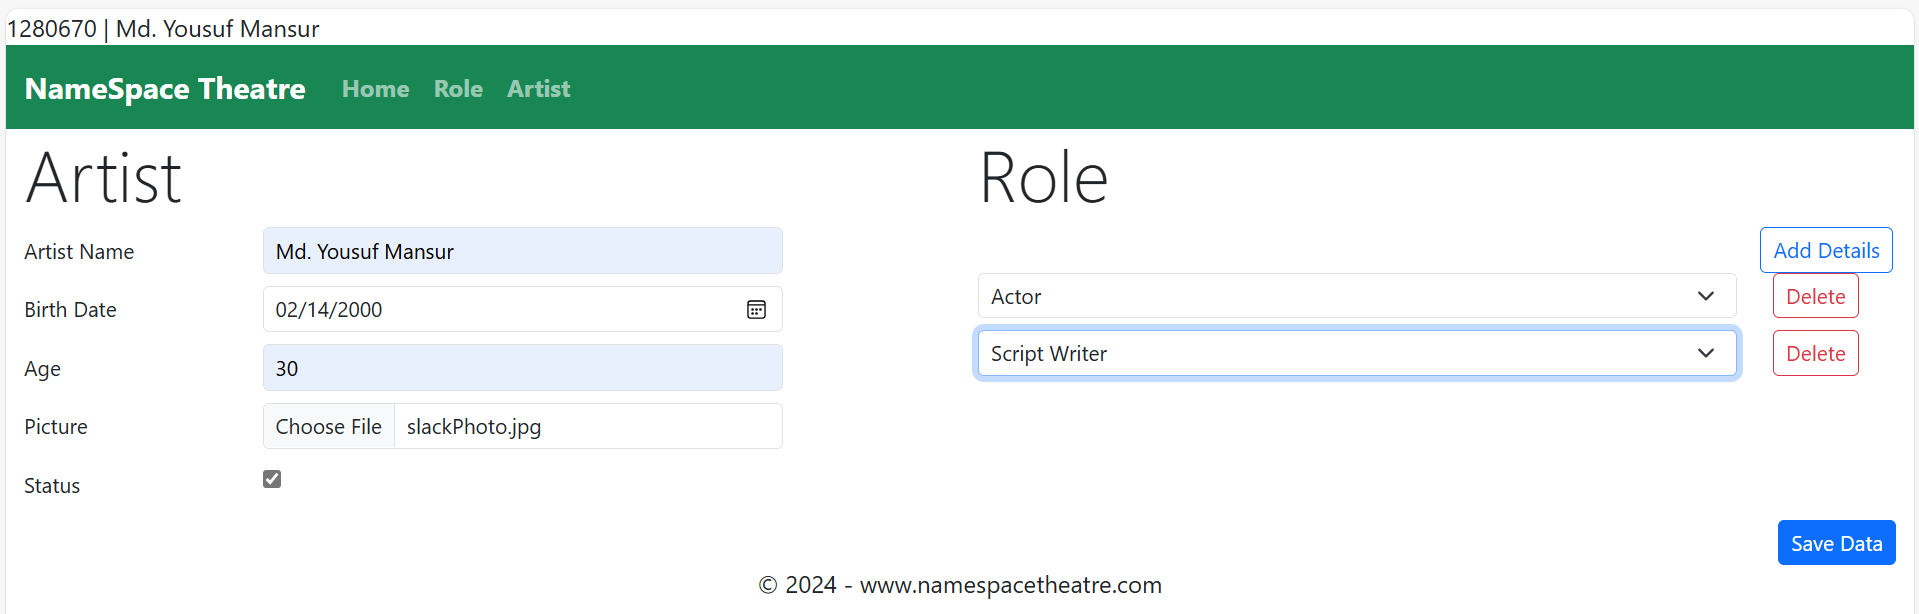 1280670 | Md. Yousuf Mansur
NameSpace Theatre Home Role Artist
Artist
Artist Name Md. Yousuf Mansur
Birth Date 02/14/2000
Age 30
Picture Choose File slackPhoto.jpg
Status
Role
Add Details
Actor Delete
Script Writer Delete
Save Data
© 2024 - www.namespacetheatre.com